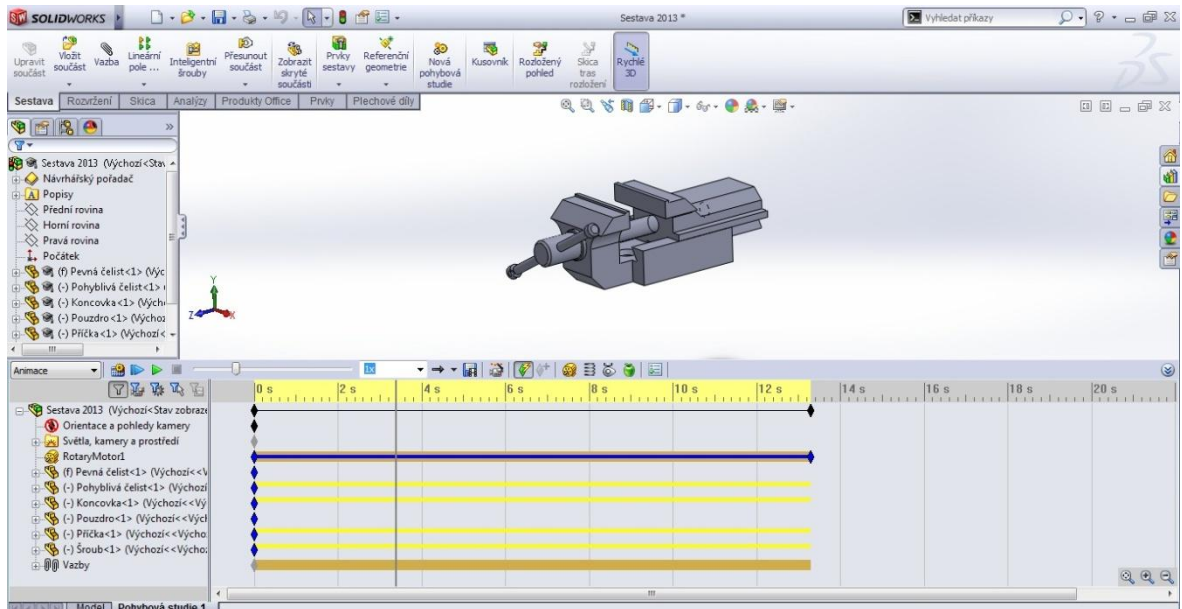 SOLIDWORKS
Sestava 2013 *
Vyhledat příkazy
Upravit součást
Vložit součást
Vazba
Lineární pole ...
Inteligentní šrouby
Přesunout součást
Zobrazit skryté součásti
Prvky sestavy
Referenční geometrie
Nová pohybová studie
Kusovník
Rozložený pohled
Skica tras rozložení
Rychlé 3D
Sestava Rozvržení Skica Analýzy Produkty Office Prvky Plechové díly
Sestava 2013 (Výchozí<Stav
Návrhářský pořadač
A Popisy
Přední rovina
Horní rovina
Pravá rovina
Počátek
(f) Pevná čelist<1> (Výc
(-) Pohyblivá čelist<1>
(-) Koncovka<1> (Výcho
(-) Pouzdro<1> (Výchoz
(-) Příčka<1> (Výchozí<
Y
Z X
Animace
1x
0 s 2 s 4 s 6 s 8 s 10 s 12 s 14 s 16 s 18 s 20 s
Sestava 2013 (Výchozí<Stav zobraze
Orientace a pohledy kamery
Světla, kamery a prostředí
RotaryMotor1
(f) Pevná čelist<1> (Výchozí<<V
(-) Pohyblivá čelist<1> (Výchozí
(-) Koncovka<1> (Výchozí<<Vý
(-) Pouzdro<1> (Výchozí<<Vých
(-) Příčka<1> (Výchozí<<Výcho
(-) Šroub<1> (Výchozí<<Výcho
Vazby
Model Pohybová studie 1